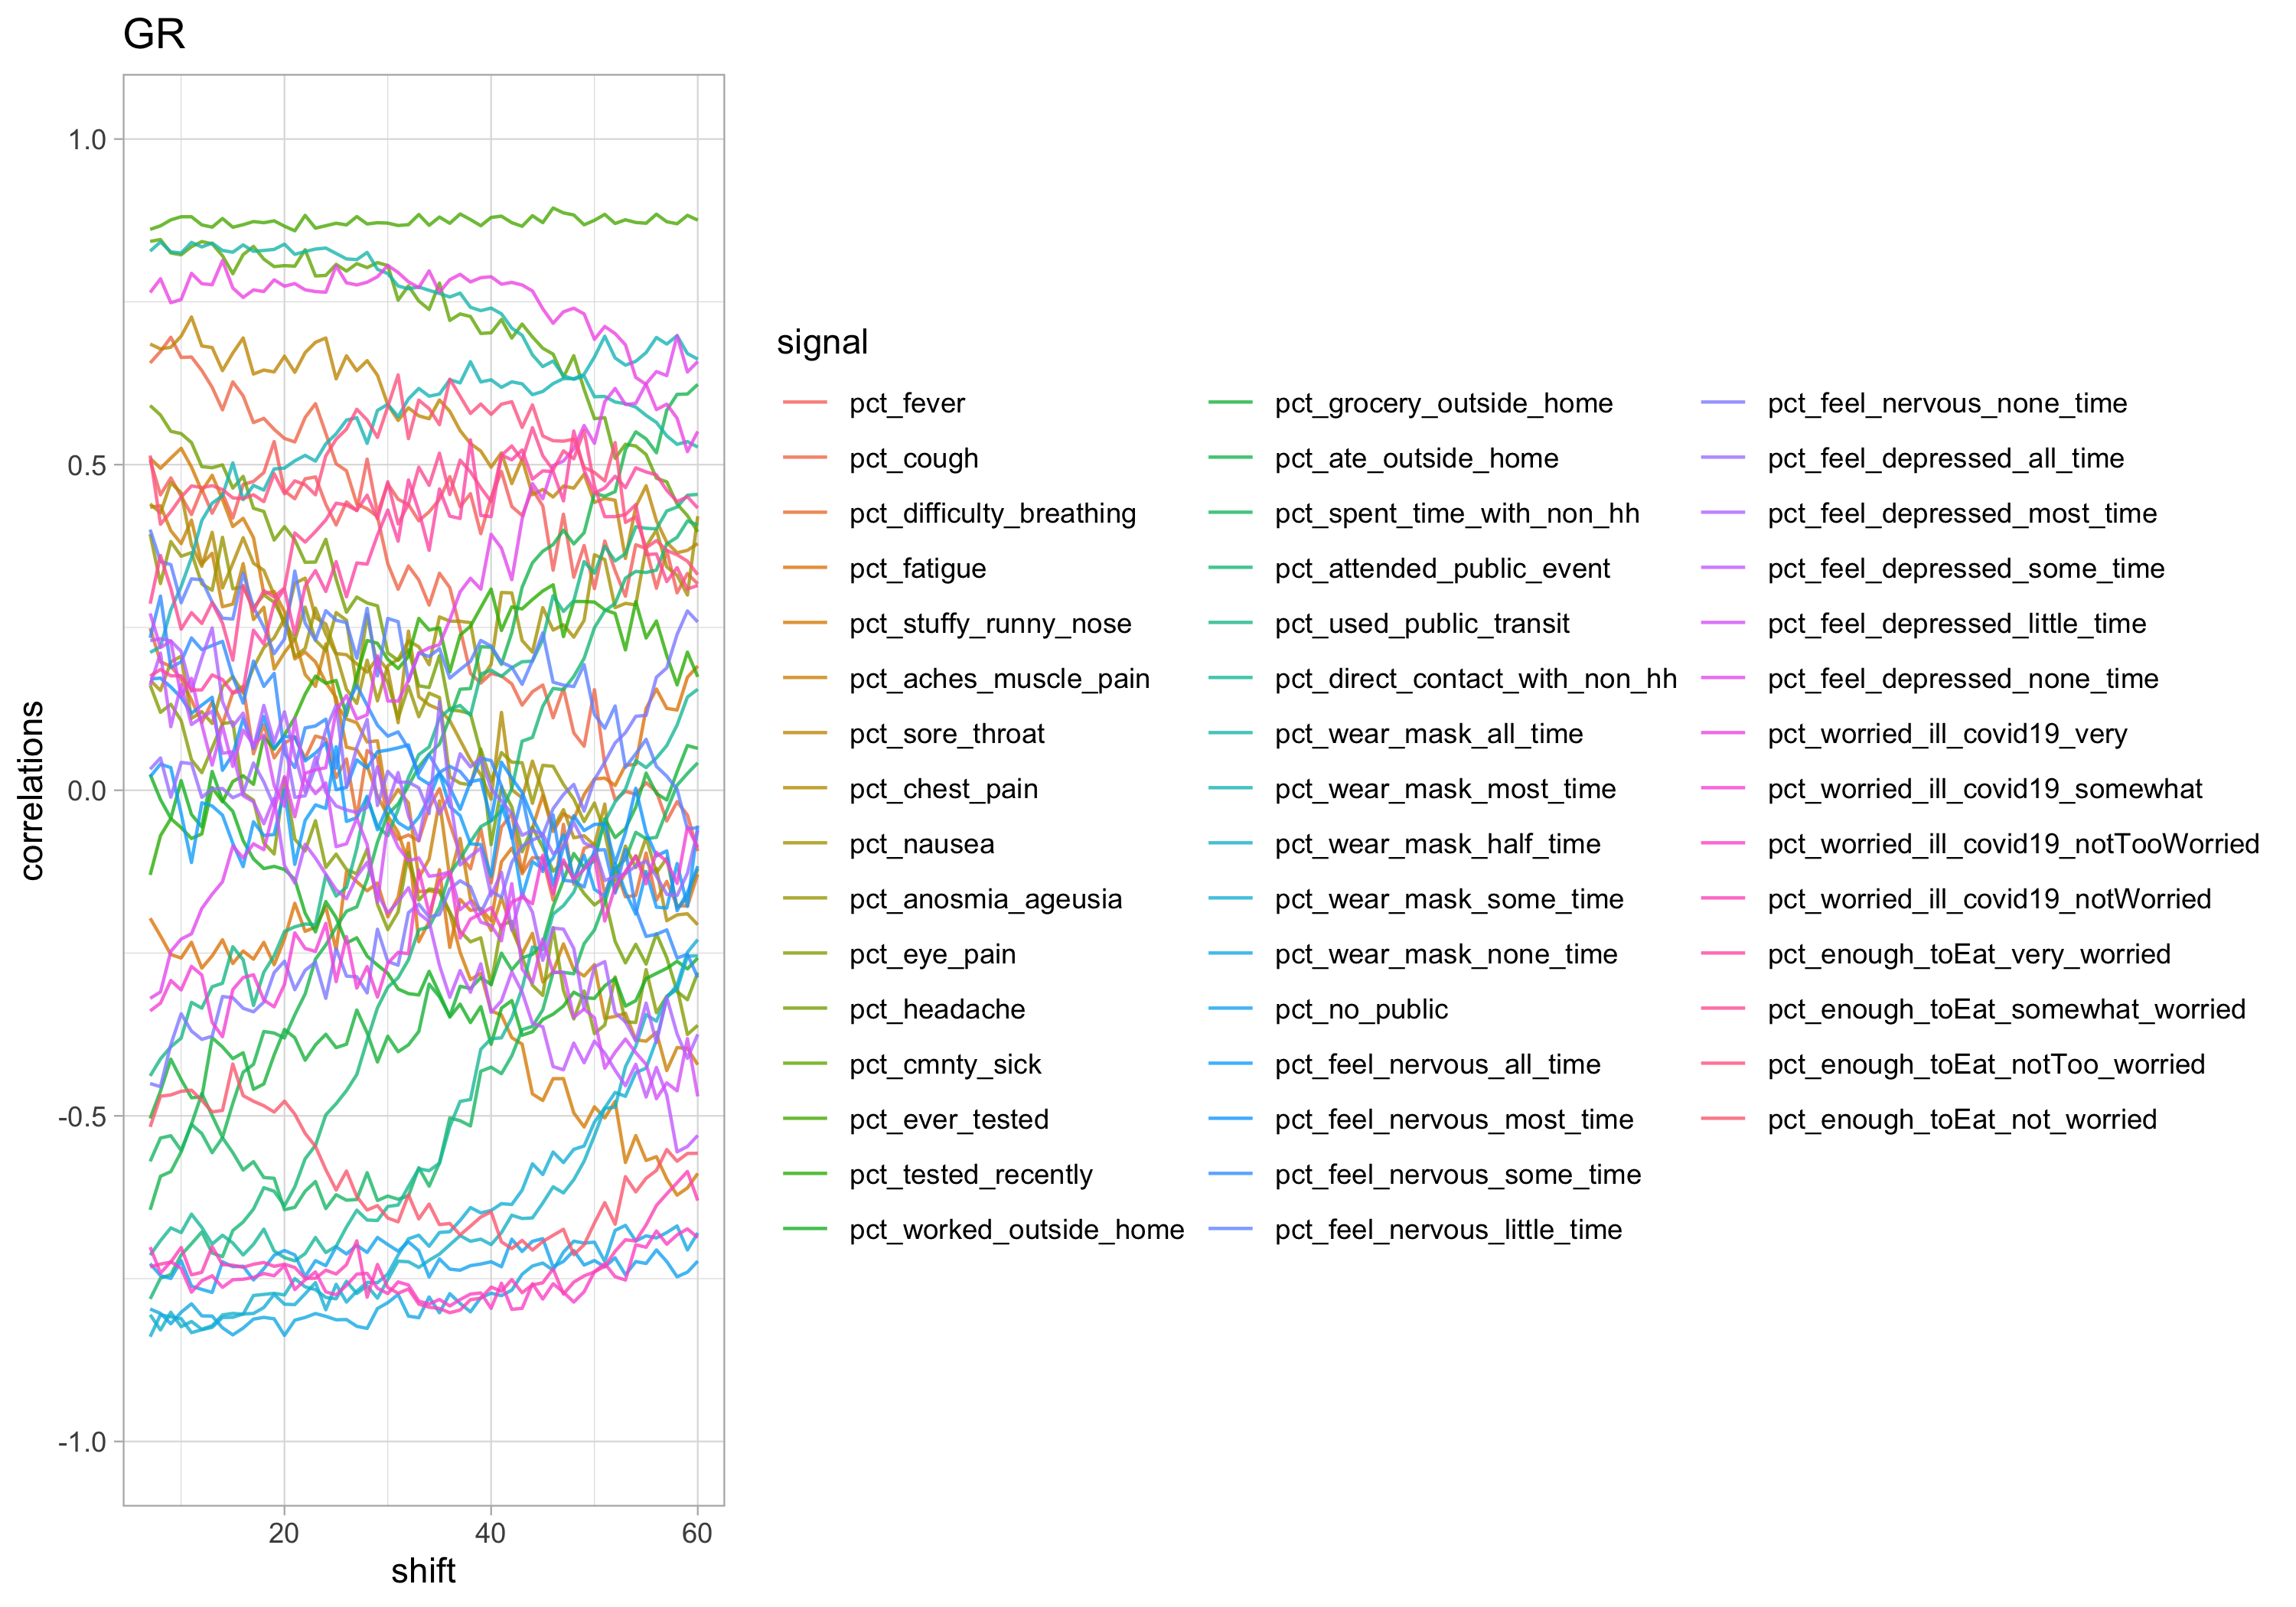 GR
1.0
0.5
0.0
-0.5
-1.0
correlations
20
40
60
shift
signal
pct_fever
pct_cough
pct_difficulty_breathing
pct_fatigue
pct_stuffy_runny_nose
pct_aches_muscle_pain
pct_sore_throat
pct_chest_pain
pct_nausea
pct_anosmia_ageusia
pct_eye_pain
pct_headache
pct_cmnty_sick
pct_ever_tested
pct_tested_recently
pct_worked_outside_home
pct_grocery_outside_home
pct_ate_outside_home
pct_spent_time_with_non_hh
pct_attended_public_event
pct_used_public_transit
pct_direct_contact_with_non_hh
pct_wear_mask_all_time
pct_wear_mask_most_time
pct_wear_mask_half_time
pct_wear_mask_some_time
pct_wear_mask_none_time
pct_no_public
pct_feel_nervous_all_time
pct_feel_nervous_most_time
pct_feel_nervous_some_time
pct_feel_nervous_little_time
pct_feel_nervous_none_time
pct_feel_depressed_all_time
pct_feel_depressed_most_time
pct_feel_depressed_some_time
pct_feel_depressed_little_time
pct_feel_depressed_none_time
pct_worried_ill_covid19_very
pct_worried_ill_covid19_somewhat
pct_worried_ill_covid19_notTooWorried
pct_worried_ill_covid19_notWorried
pct_enough_toEat_very_worried
pct_enough_toEat_somewhat_worried
pct_enough_toEat_notToo_worried
pct_enough_toEat_not_worried